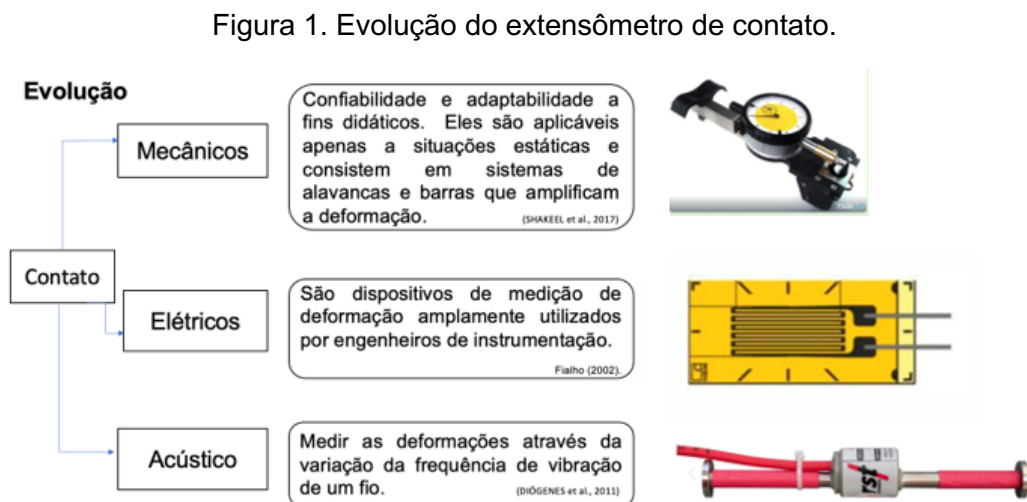 Figura 1. Evolução do extensômetro de contato.
Evolução
Mecânicos
Confiabilidade e adaptabilidade a
fins didáticos. Eles são aplicáveis
apenas a situações estáticas e
consistem em sistemas de
alavancas e barras que amplificam
a deformação. (SHAKEEL et al., 2017)
Contato
Elétricos
São dispositivos de medição de
deformação amplamente utilizados
por engenheiros de instrumentação.
Fialho (2002).
Acústico
Medir as deformações através da
variação da frequência de vibração
de um fio. (DIÓGENES et al., 2011)
rst